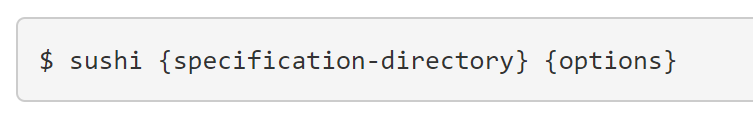 $ sushi {specification-directory} {options}